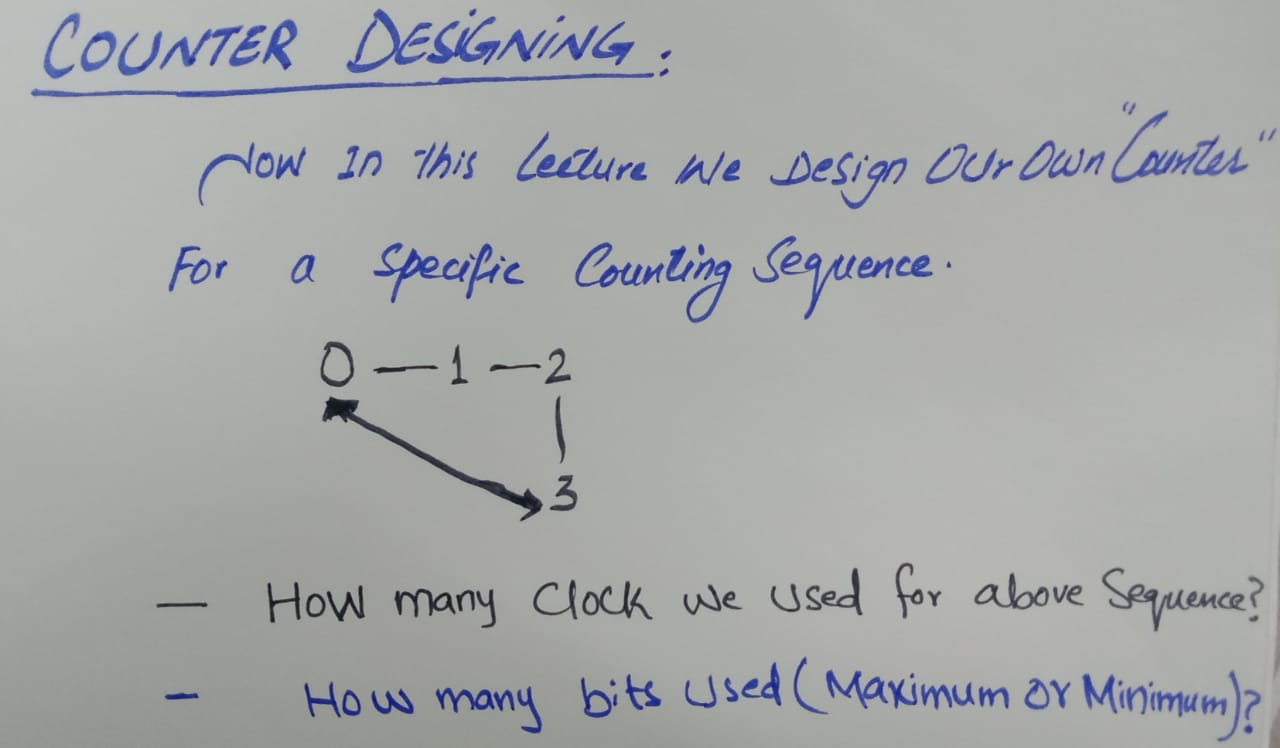 COUNTER DESIGNING:
Now In This Lecture We Design Our Own "Counter"
For a Specific Counting Sequence.
0 — 1 — 2
3
— How many Clock we used for above Sequence?
- How many bits used (Maximum or Minimum)?